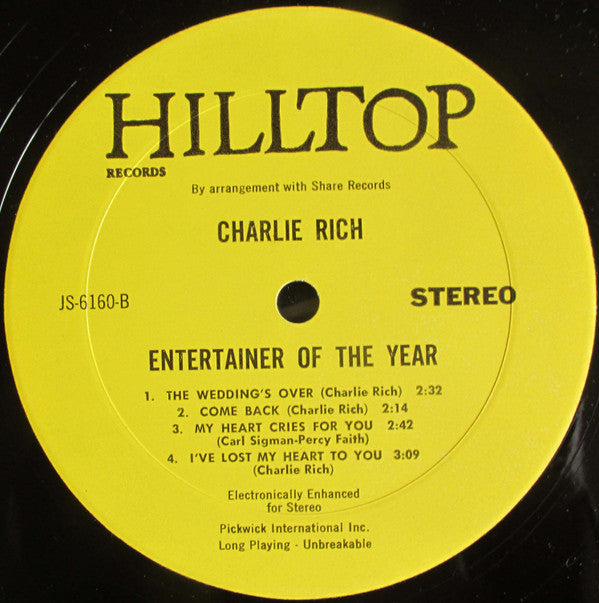 HILLTOP
RECORDS
By arrangement with Share Records
CHARLIE RICH
JS-6160-B
STEREO
ENTERTAINER OF THE YEAR
1. THE WEDDING'S OVER (Charlie Rich) 2:32
2. COME BACK (Charlie Rich) 2:14
3. MY HEART CRIES FOR YOU 2:42
(Carl Sigman-Percy Faith)
4. I'VE LOST MY HEART TO YOU 3:09
(Charlie Rich)
Electronically Enhanced
for Stereo
Pickwick International Inc.
Long Playing - Unbreakable